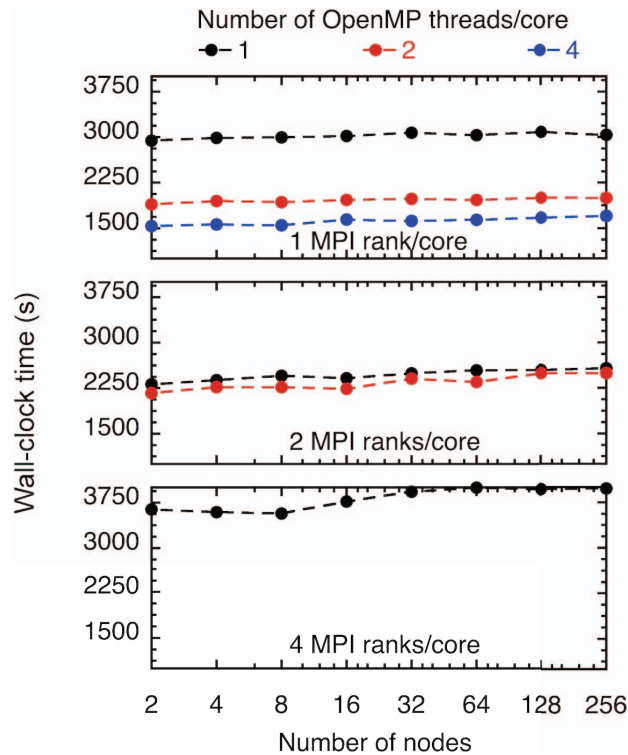 Number of OpenMP threads/core
1 2 4
3750
3000
2250
1500
1 MPI rank/core
3750
3000
2250
1500
2 MPI ranks/core
3750
3000
2250
1500
4 MPI ranks/core
Wall-clock time (s)
2 4 8 16 32 64 128 256
Number of nodes